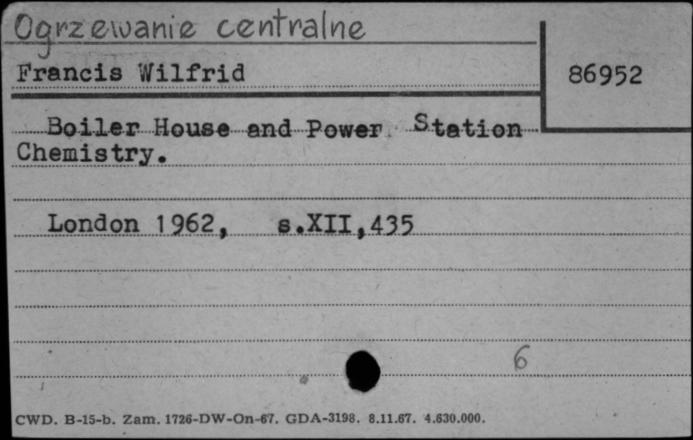 Ogrzewanie centralne
Francis Wilfrid
86952
Boiler House and Power Station
Chemistry.
London 1962, s.XII,435
6
CWD. B-15-b. Zam. 1726-DW-On-67. GDA-3198. 8.11.67. 4.630.000.